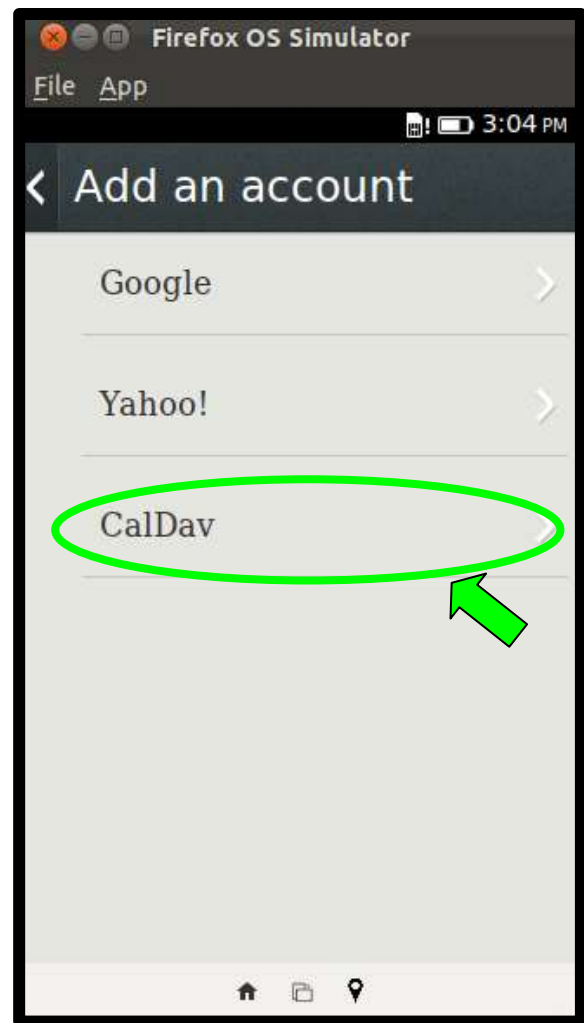 Firefox OS Simulator
File App
3:04 PM
Add an account
Google
Yahoo!
CalDav